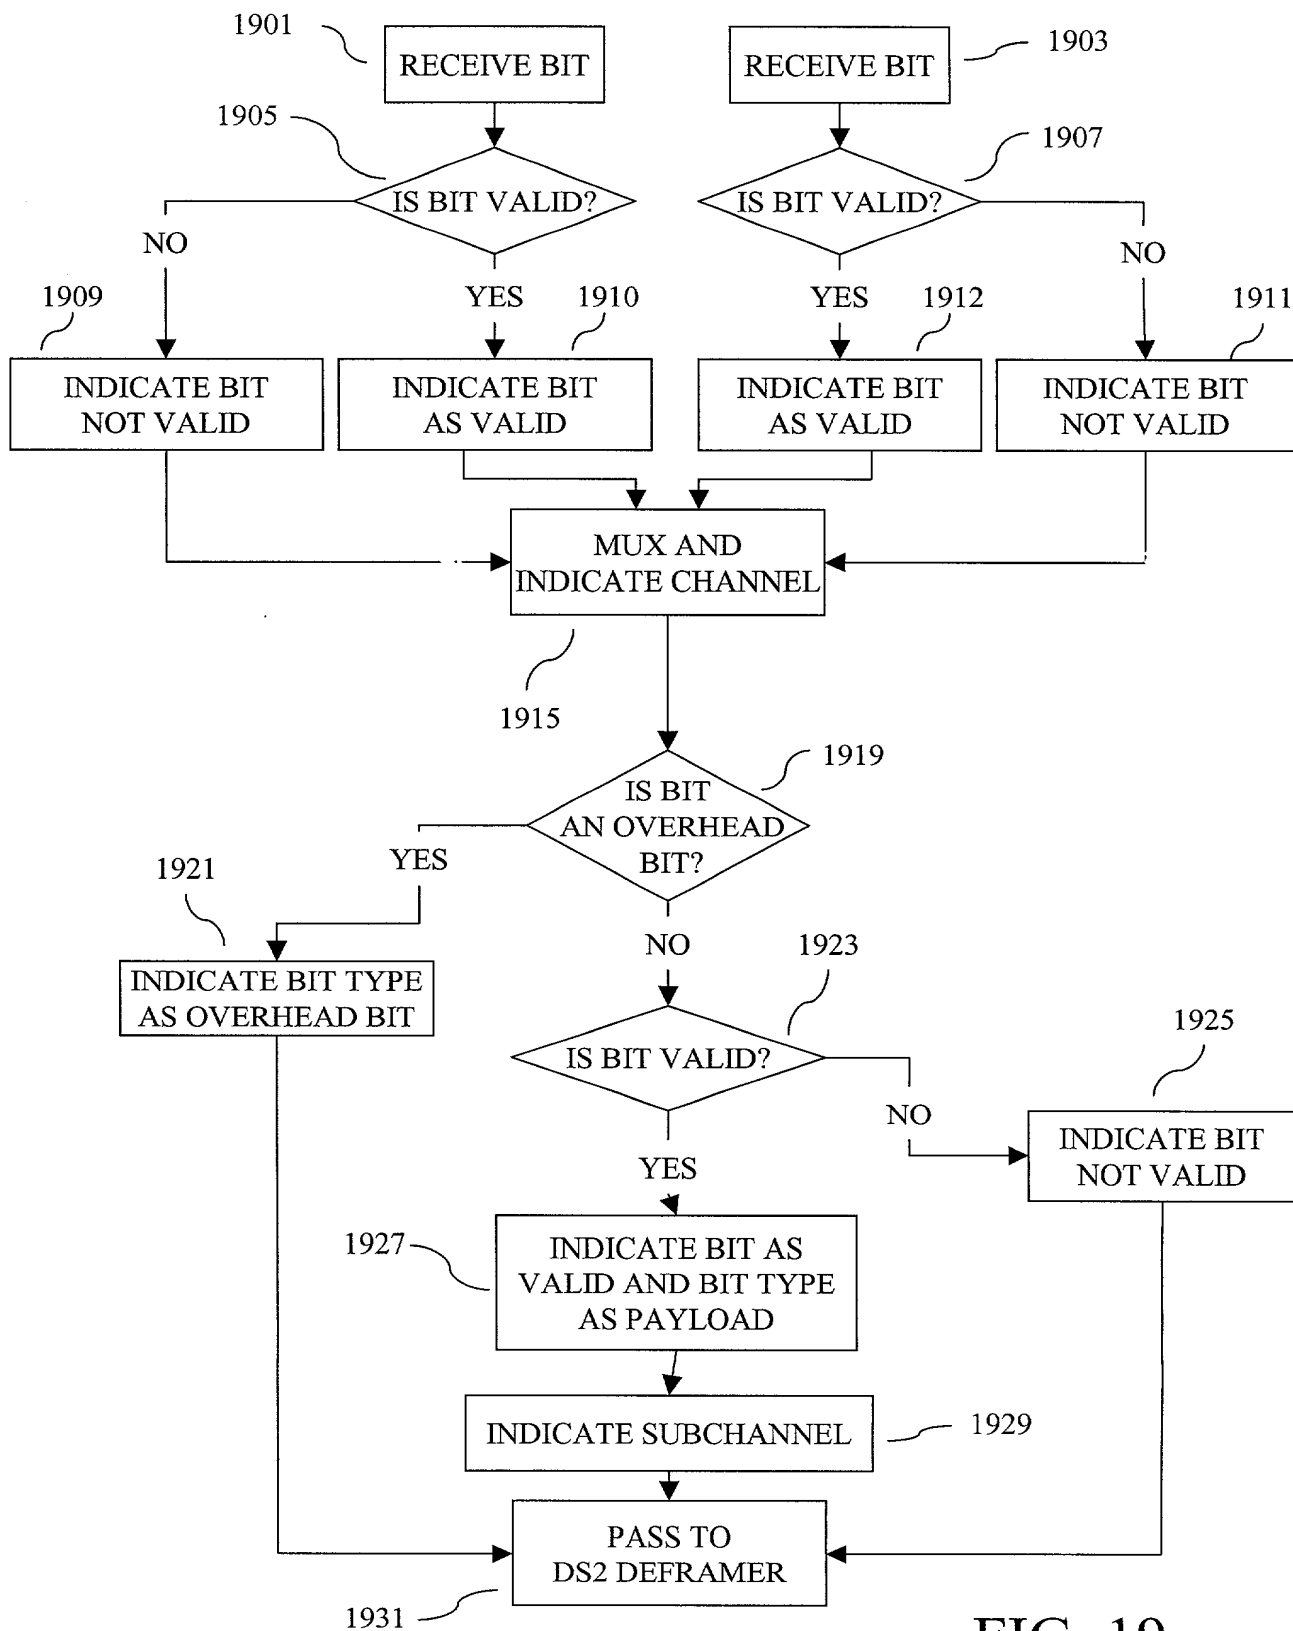 1901
RECEIVE BIT
RECEIVE BIT
1903
1905
1907
IS BIT VALID?
IS BIT VALID?
NO
NO
1909
YES
1910
YES
1912
1911
INDICATE BIT
NOT VALID
INDICATE BIT
AS VALID
INDICATE BIT
AS VALID
INDICATE BIT
NOT VALID
MUX AND
INDICATE CHANNEL
1915
1919
IS BIT
AN OVERHEAD
BIT?
YES
1921
NO
1923
INDICATE BIT TYPE
AS OVERHEAD BIT
1925
IS BIT VALID?
NO
INDICATE BIT
NOT VALID
YES
1927
INDICATE BIT AS
VALID AND BIT TYPE
AS PAYLOAD
INDICATE SUBCHANNEL
1929
PASS TO
DS2 DEFRAMER
1931
FIG. 19